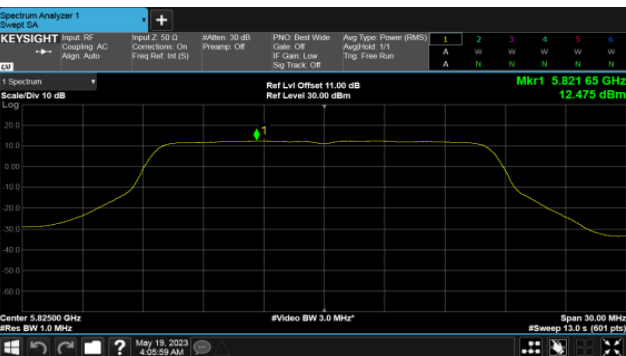 Spectrum Analyzer 1
Swept SA
KEYSIGHT
Input: RF
Coupling: AC
Align: Auto
Input Z: 50 Ω
Corrections: On
Freq Ref: Int (S)
#Atten: 30 dB
Preamp: Off
PNO: Best Wide
Gate: Off
IF Gain: Low
Sig Track: Off
Avg Type: Power (RMS)
Avg|Hold: 1/1
Trig: Free Run
1 2 3 4 5 6
A W W W W W
A N N N N N
LXI
1 Spectrum
Scale/Div 10 dB
Ref Lvl Offset 11.00 dB
Ref Level 30.00 dBm
Mkr1 5.821 65 GHz
12.475 dBm
Log
1
20.0
10.0
0.00
-10.0
-20.0
-30.0
-40.0
-50.0
-60.0
Center 5.82500 GHz
#Res BW 1.0 MHz
#Video BW 3.0 MHz*
Span 30.00 MHz
#Sweep 13.0 s (601 pts)
May 19, 2023
4:05:59 AM